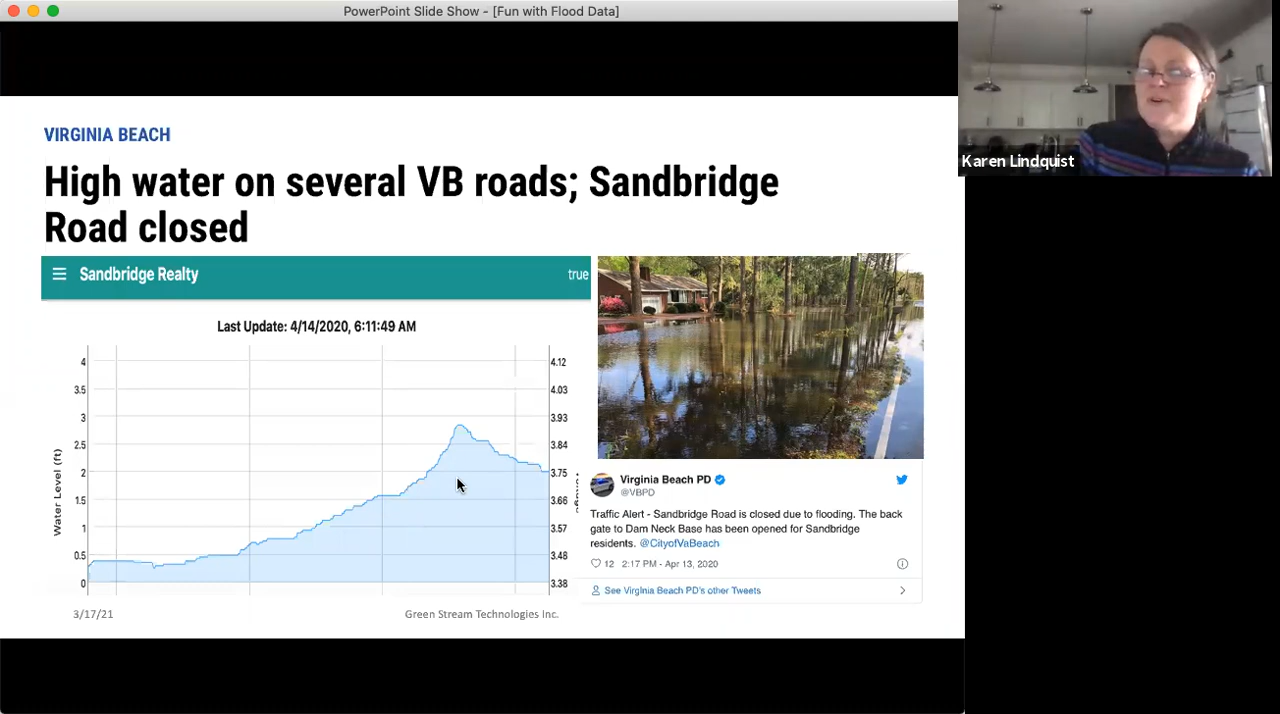 PowerPoint Slide Show - [Fun with Flood Data]
Karen Lindquist
VIRGINIA BEACH
High water on several VB roads; Sandbridge
Road closed
Sandbridge Realty
true
Last Update: 4/14/2020, 6:11:49 AM
Water Level (ft)
4
3.5
3
2.5
2
1.5
1
0.5
0
4.12
4.03
3.93
3.84
3.75
3.66
3.57
3.48
3.38
Virginia Beach PD
@VBPD
Traffic Alert - Sandbridge Road is closed due to flooding. The back
gate to Dam Neck Base has been opened for Sandbridge
residents. @CityofVaBeach
12 2:17 PM - Apr 13, 2020
See Virginia Beach PD's other Tweets
3/17/21
Green Stream Technologies Inc.